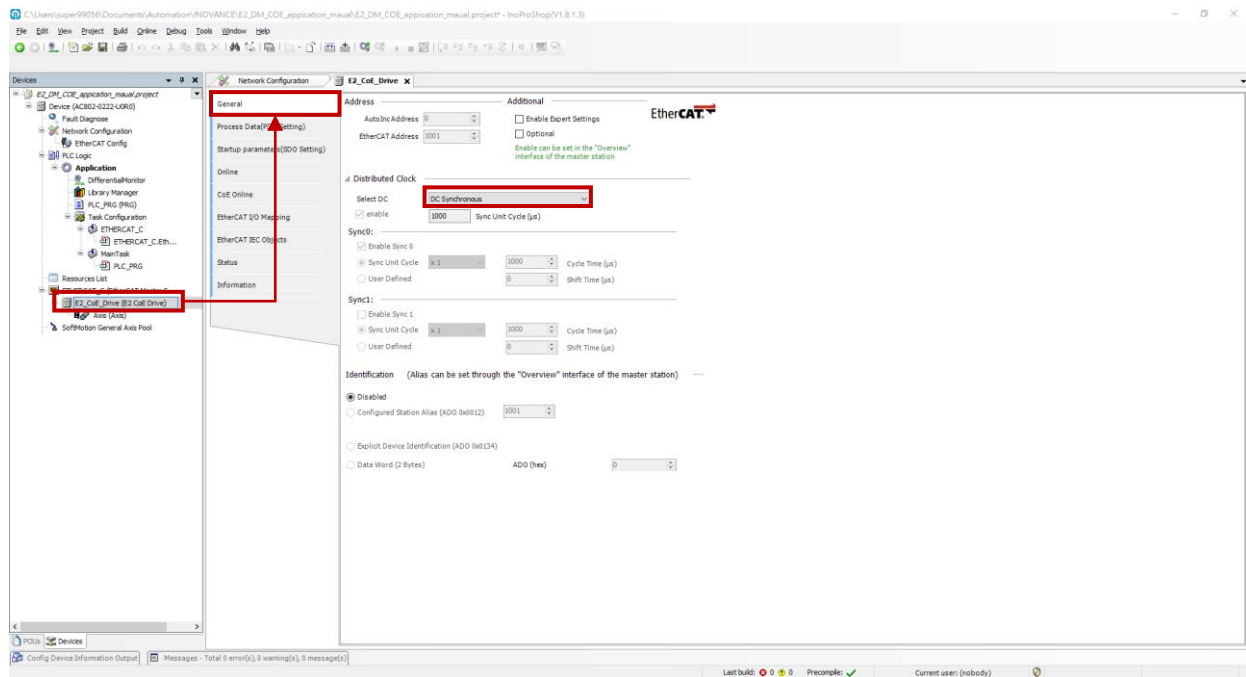 C:\Users\super99056\Documents\Automation\INOVANCE\E2_DM_COE_appication_maual\E2_DM_COE_appication_maual.project* - InoProShop(V1.8.1.3)
File Edit View Project Build Online Debug Tools Window Help
Devices
E2_DM_COE_appication_maual.project
Device (AC802-0222-U0R0)
Fault Diagnose
Network Configuration
EtherCAT Config
PLC Logic
Application
DifferentialMonitor
Library Manager
PLC_PRG (PRG)
Task Configuration
ETHERCAT_C
ETHERCAT_C.Eth...
MainTask
PLC_PRG
Resources List
E2_CoE_Drive (E2 CoE Drive)
Axis (Axis)
SoftMotion General Axis Pool
POUs Devices
Network Configuration E2_CoE_Drive
General
Process Data(PDO Setting)
Startup parameters(SDO Setting)
Online
CoE Online
EtherCAT I/O Mapping
EtherCAT IEC Objects
Status
Information
Address
AutoInc Address 0
EtherCAT Address 1001
Additional
Enable Expert Settings
Optional
Enable can be set in the "Overview"
interface of the master station
EtherCAT.
Distributed Clock
Select DC DC Synchronous
enable 1000 Sync Unit Cycle (µs)
Sync0:
Enable Sync 0
Sync Unit Cycle x 1 1000 Cycle Time (µs)
User Defined 0 Shift Time (µs)
Sync1:
Enable Sync 1
Sync Unit Cycle x 1 1000 Cycle Time (µs)
User Defined 0 Shift Time (µs)
Identification (Alias can be set through the "Overview" interface of the master station)
Disabled
Configured Station Alias (ADO 0x0012) 1001
Explicit Device Identification (ADO 0x0134)
Data Word (2 Bytes) ADO (hex) 0
Config Device Information Output Messages - Total 0 error(s), 0 warning(s), 0 message(s)
Last build: 0 0 Precompile: Current user: (nobody)